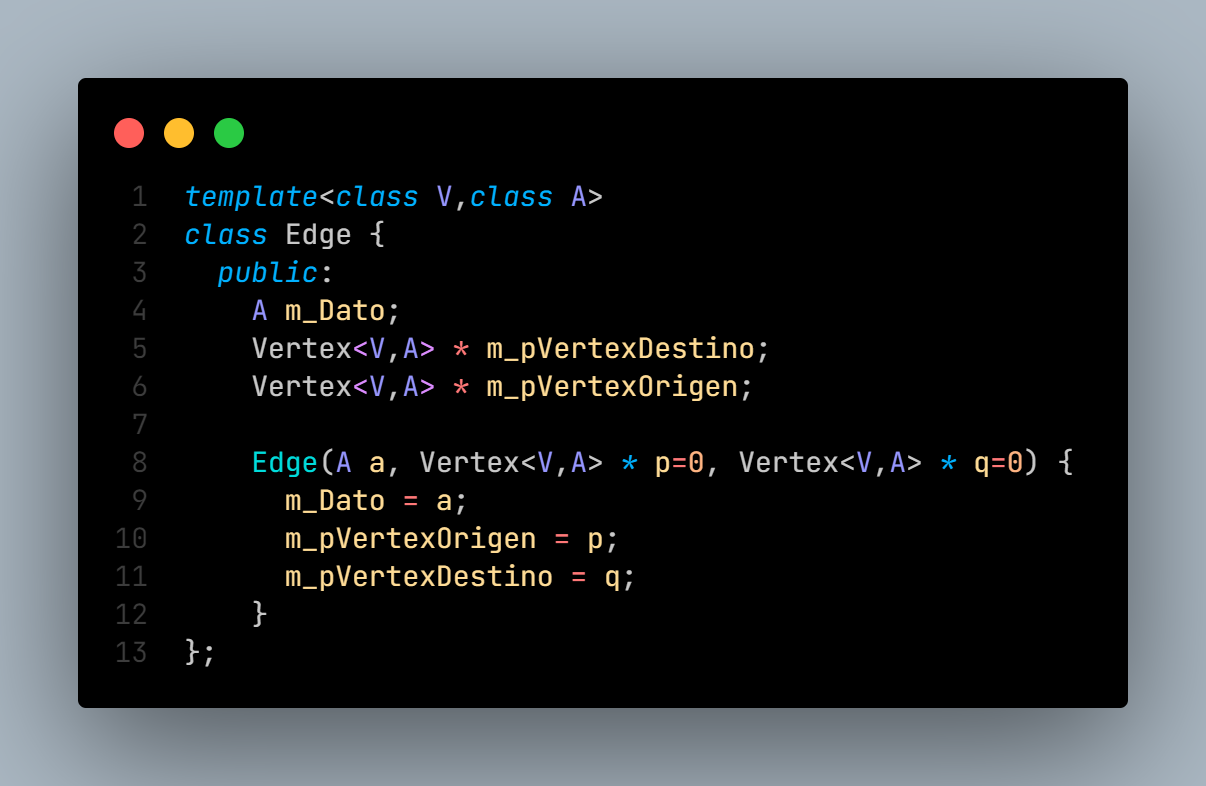 1 template<class V,class A>
2 class Edge {
3   public:
4     A m_Dato;
5     Vertex<V,A> * m_pVertexDestino;
6     Vertex<V,A> * m_pVertexOrigen;
7
8     Edge(A a, Vertex<V,A> * p=0, Vertex<V,A> * q=0) {
9       m_Dato = a;
10       m_pVertexOrigen = p;
11       m_pVertexDestino = q;
12     }
13 };